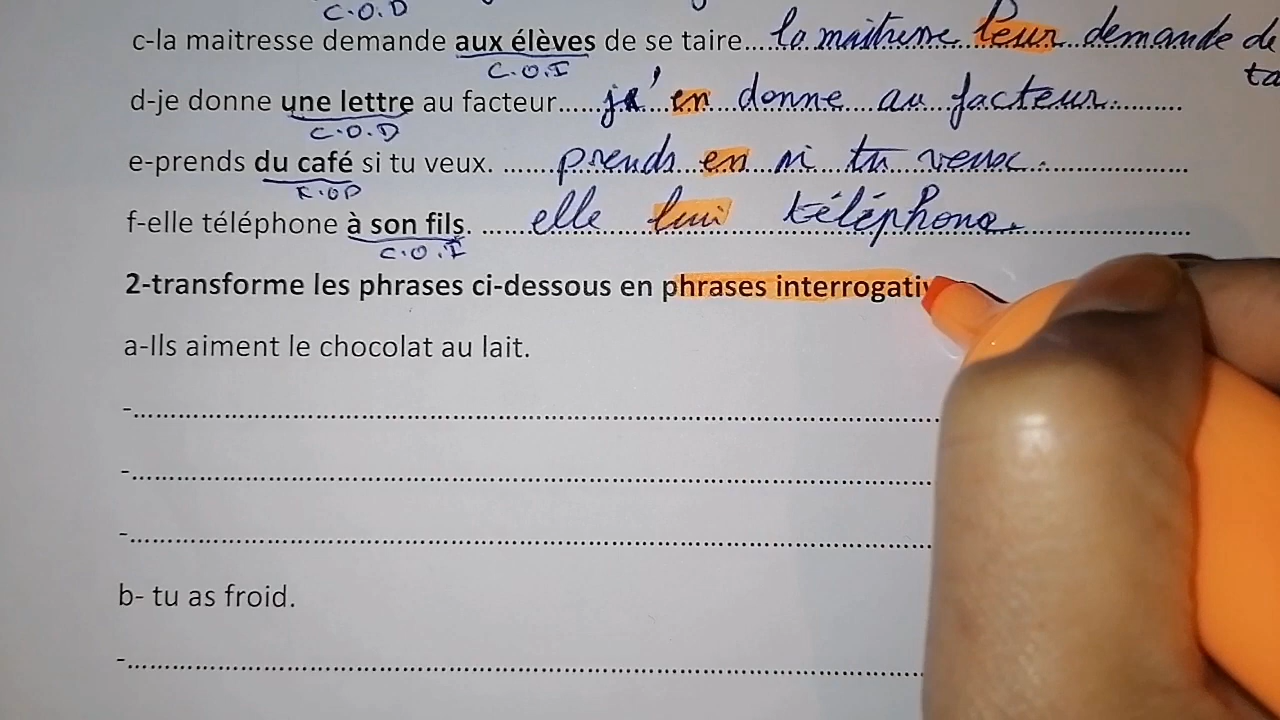 C.O.D
c-la maitresse demande aux élèves de se taire....la maitresse leur demande de
C.O.I
ta
d-je donne une lettre au facteur......j'en donne au facteur.
C.O.D
e-prends du café si tu veux. ......prends en si tu veux.
f-elle téléphone à son fils. ......elle lui téléphone.
C.O.I
2-transforme les phrases ci-dessous en phrases
a-Ils aiment le chocolat au lait.
-
-
-
b- tu as froid.
-